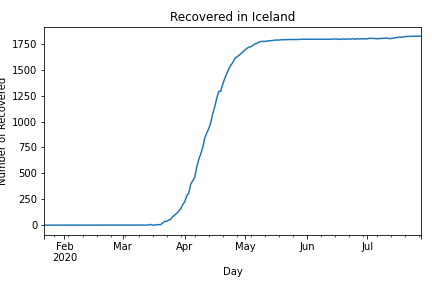 Recovered in Iceland
Number of Recovered
1750
1500
1250
1000
750
500
250
0
Feb
2020
Mar
Apr
May
Jun
Jul
Day